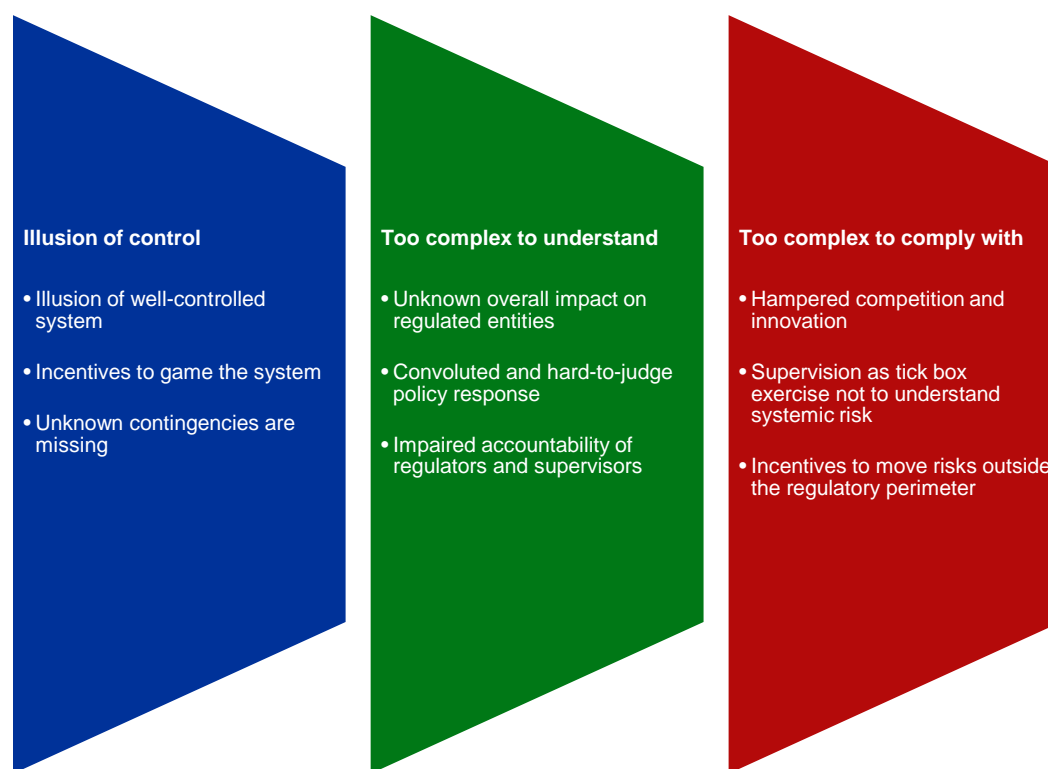 Illusion of control
• Illusion of well-controlled
system
• Incentives to game the system
• Unknown contingencies are
missing
Too complex to understand
• Unknown overall impact on
regulated entities
• Convoluted and hard-to-judge
policy response
• Impaired accountability of
regulators and supervisors
Too complex to comply with
• Hampered competition and
innovation
• Supervision as tick box
exercise not to understand
systemic risk
• Incentives to move risks outside
the regulatory perimeter